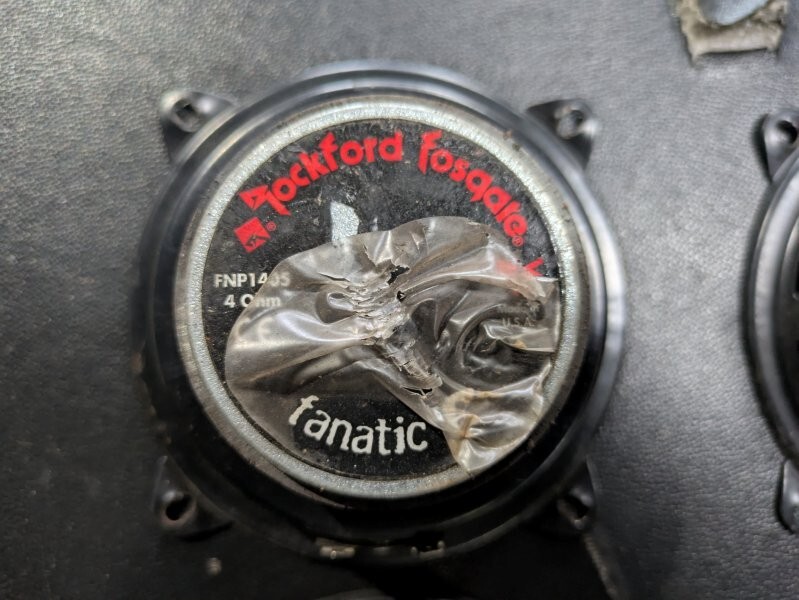 Rockford Fosgate®
®
4 Ohm
U.S.A.
fanatic